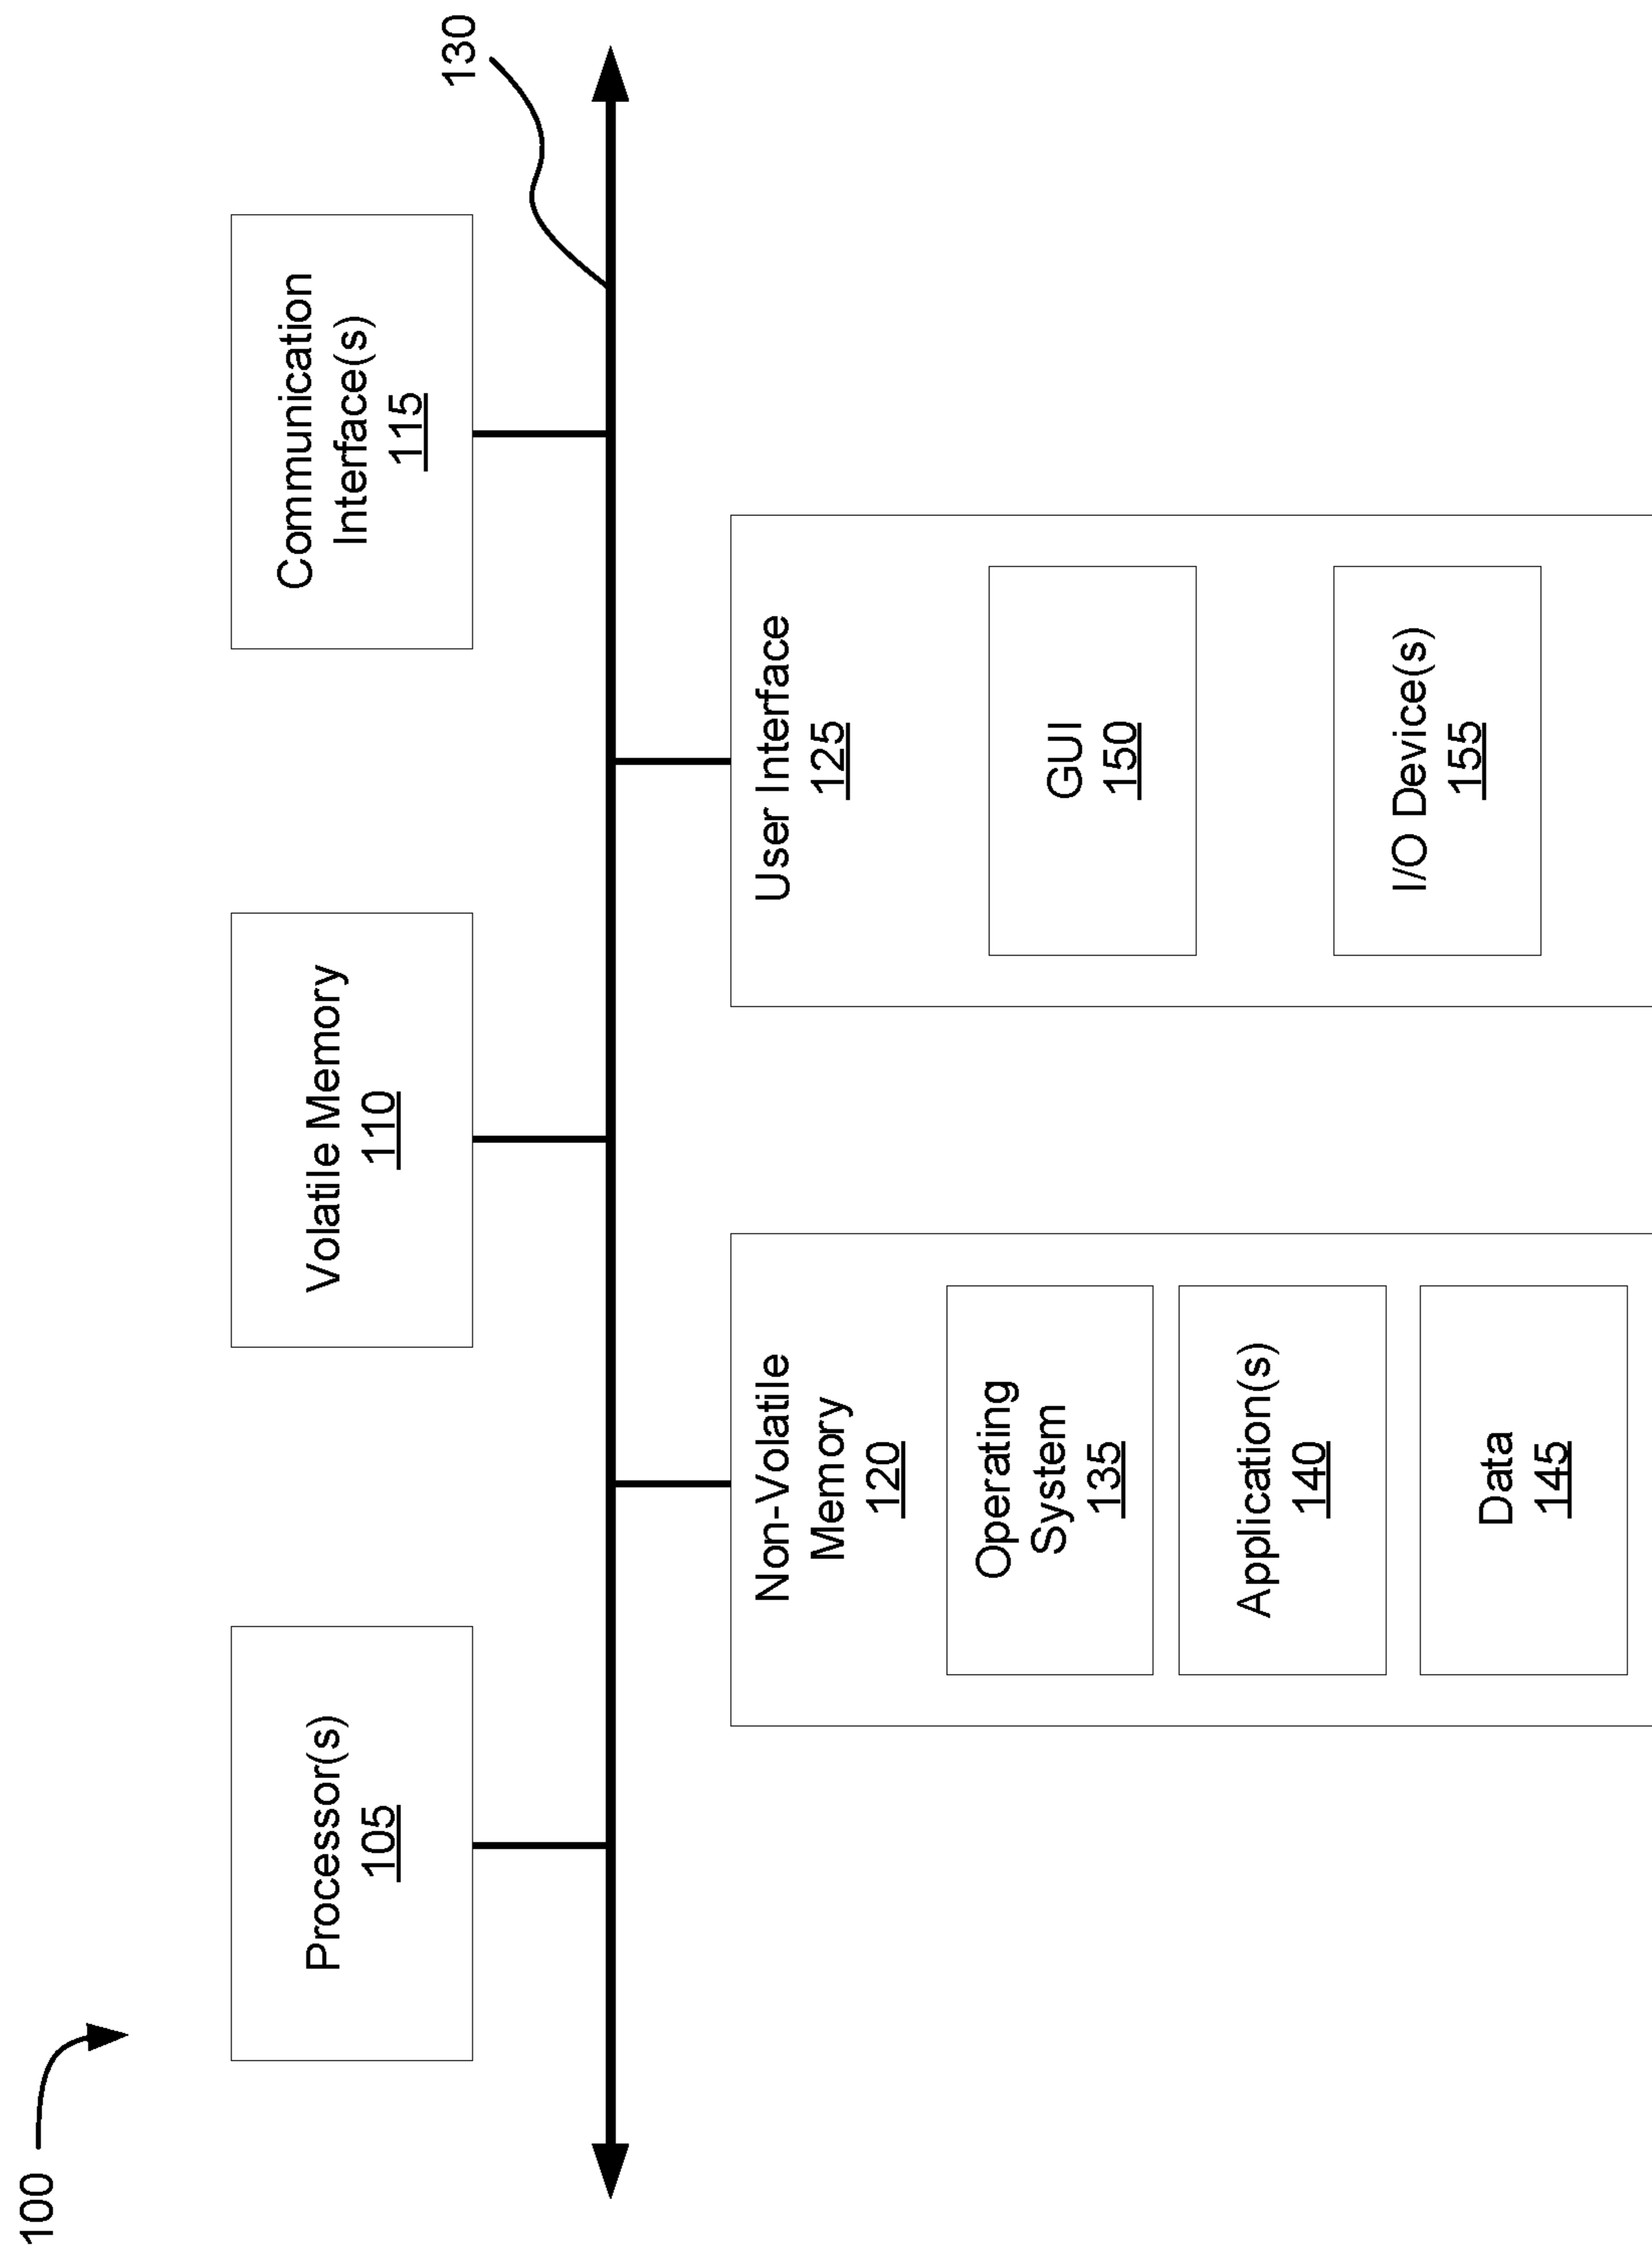 100
Processor(s)
105
Volatile Memory
110
Communication
Interface(s)
115
130
Non-Volatile
Memory
120
Operating
System
135
Application(s)
140
Data
145
User Interface
125
GUI
150
I/O Device(s)
155